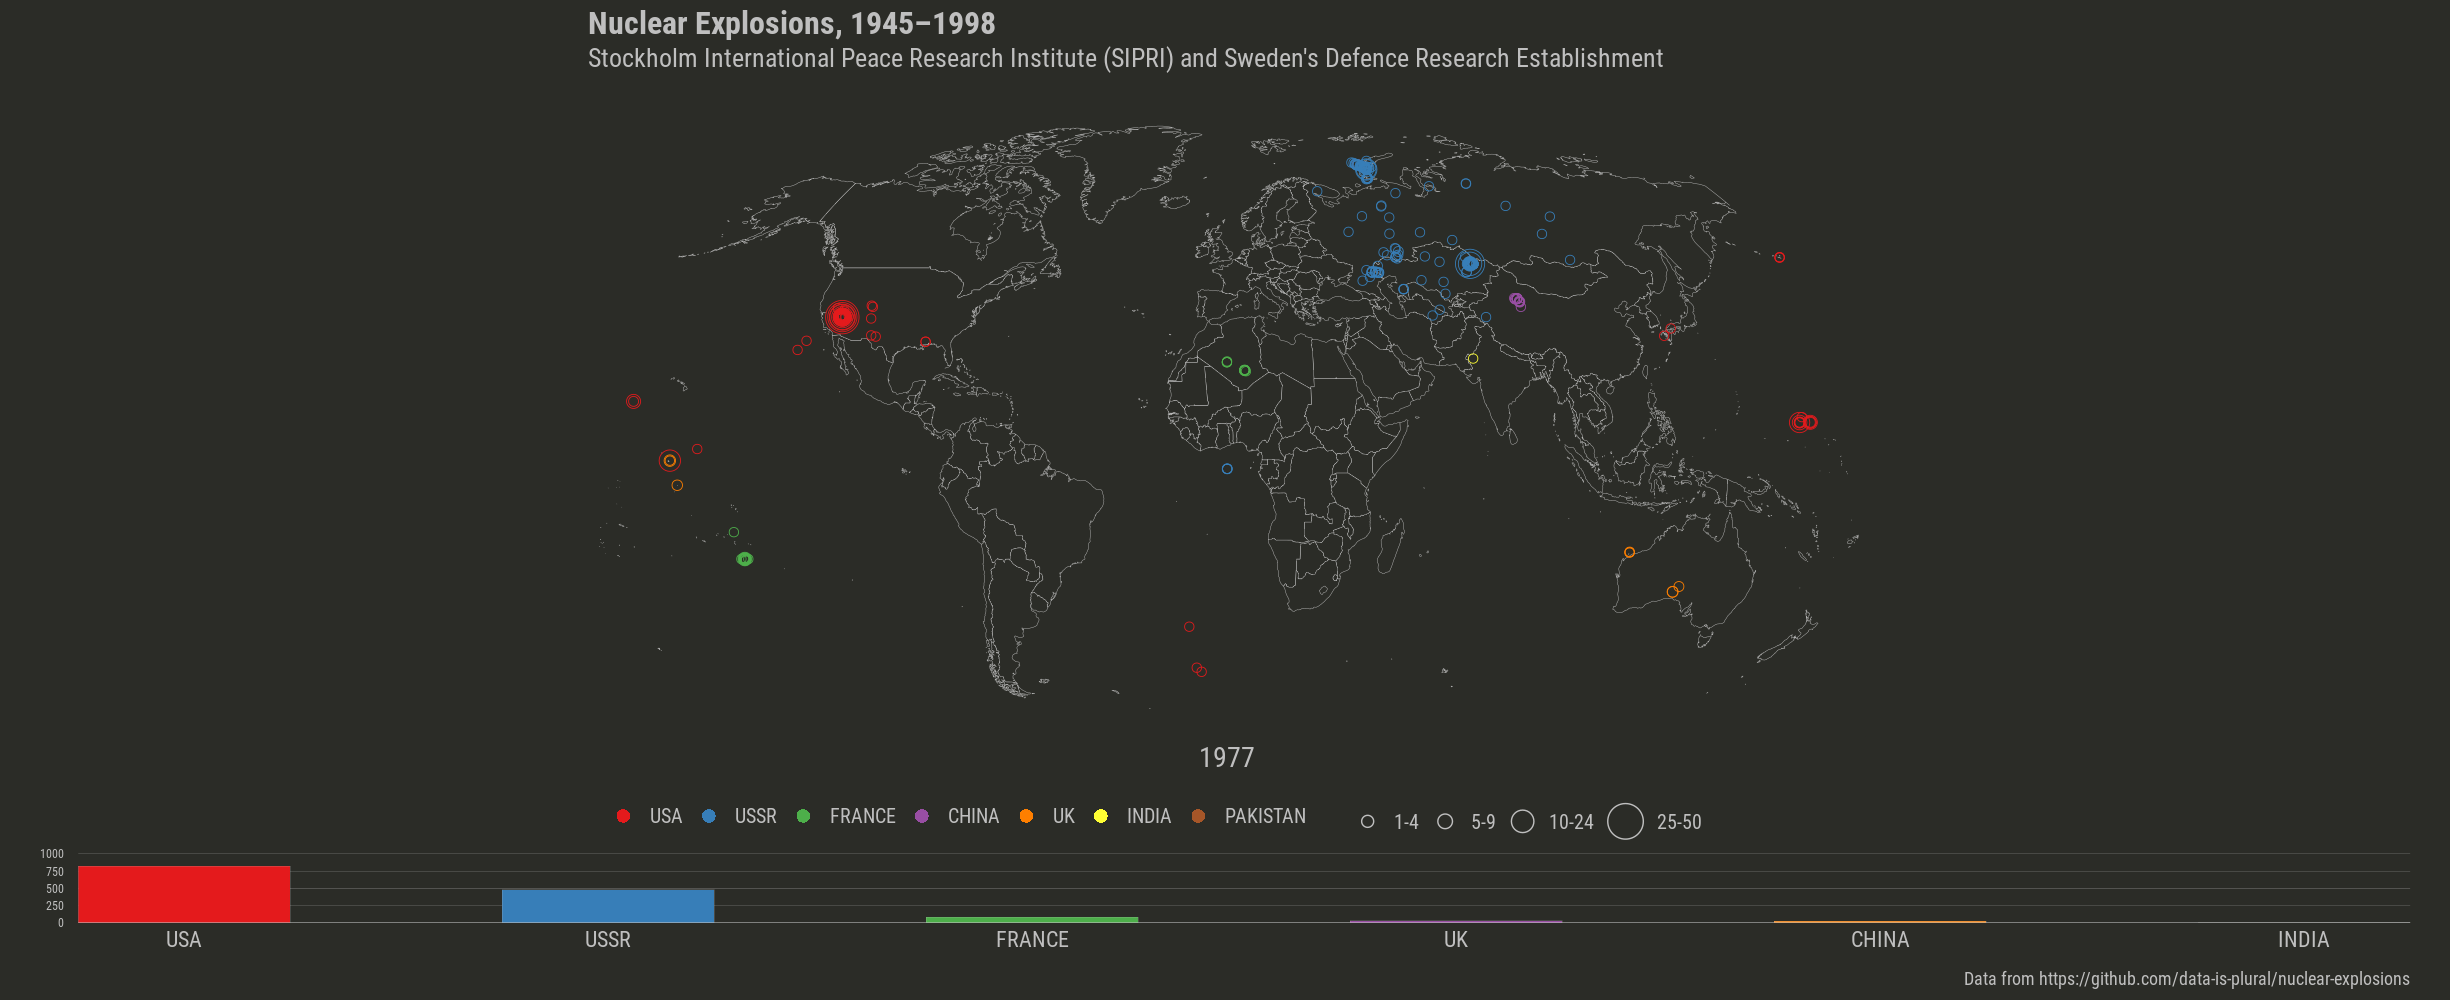 Nuclear Explosions, 1945–1998
Stockholm International Peace Research Institute (SIPRI) and Sweden's Defence Research Establishment
1977
USA USSR FRANCE CHINA UK INDIA PAKISTAN 1-4 5-9 10-24 25-50
1000
750
500
250
0
USA USSR FRANCE UK CHINA INDIA
Data from https://github.com/data-is-plural/nuclear-explosions